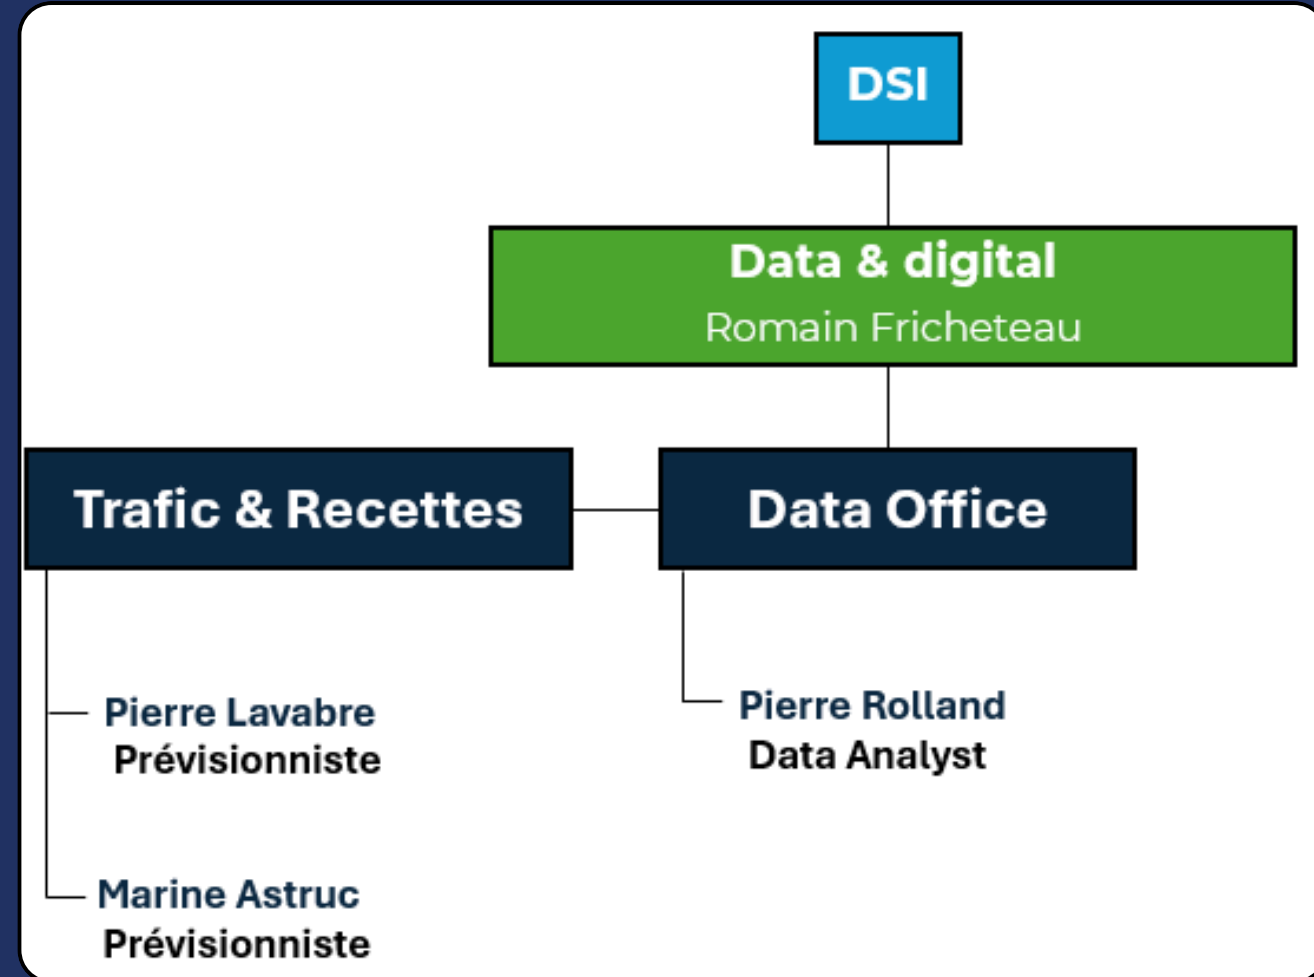 DSI
Data & digital
Romain Fricheteau
Trafic & Recettes
Data Office
Pierre Lavabre
Prévisionniste
Pierre Rolland
Data Analyst
Marine Astruc
Prévisionniste